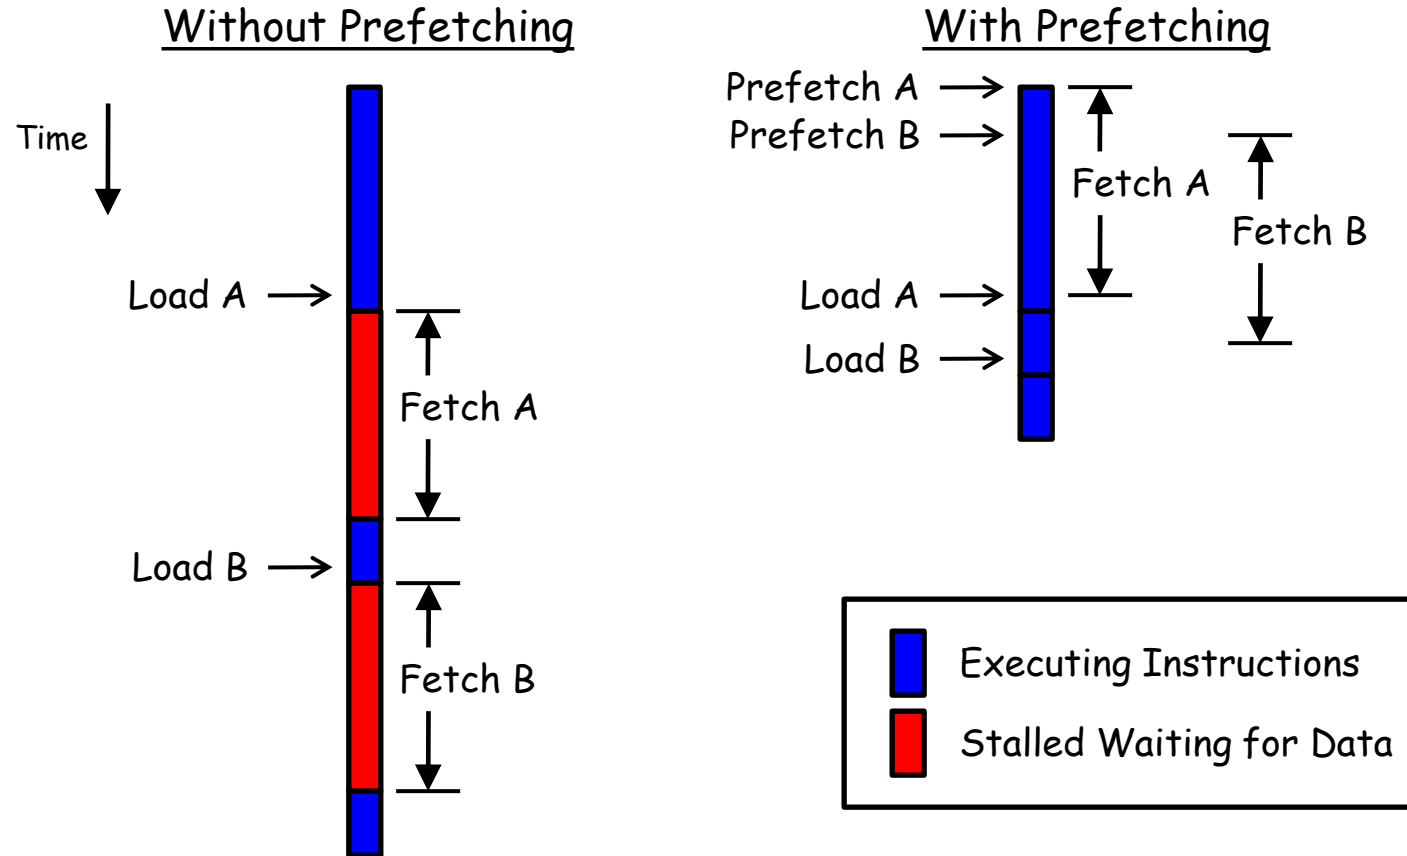 Without Prefetching
Time
Load A
Fetch A
Load B
Fetch B
With Prefetching
Prefetch A
Prefetch B
Fetch A
Fetch B
Load A
Load B
Executing Instructions
Stalled Waiting for Data